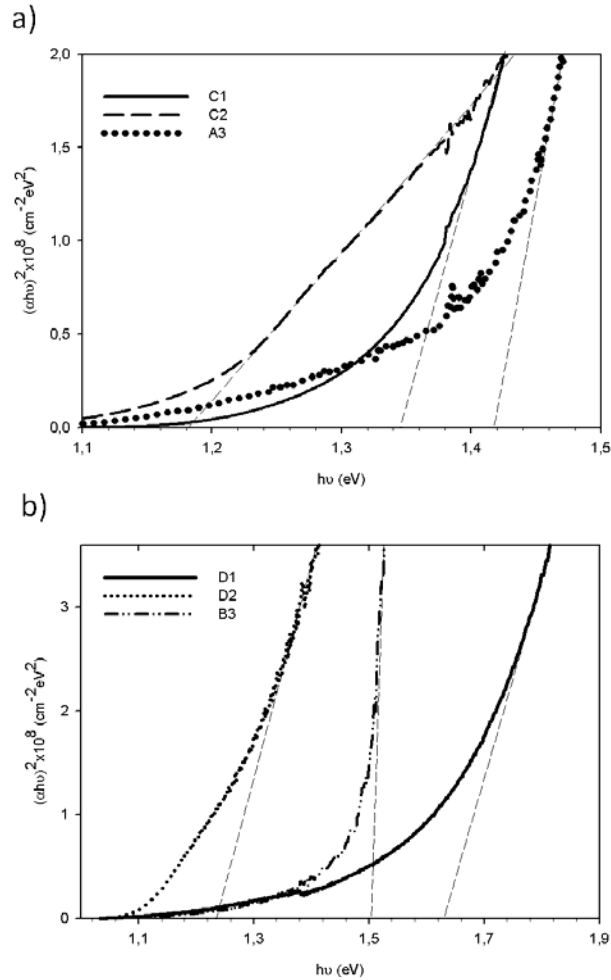 a)
2,0
1,5
1,0
0,5
0,0
(αhυ)²x10⁸ (cm⁻²eV²)
C1
C2
A3
1,1 1,2 1,3 1,4 1,5
hυ (eV)
b)
3
2
1
0
(αhυ)²x10⁸ (cm⁻²eV²)
D1
D2
B3
1,1 1,3 1,5 1,7 1,9
hυ (eV)